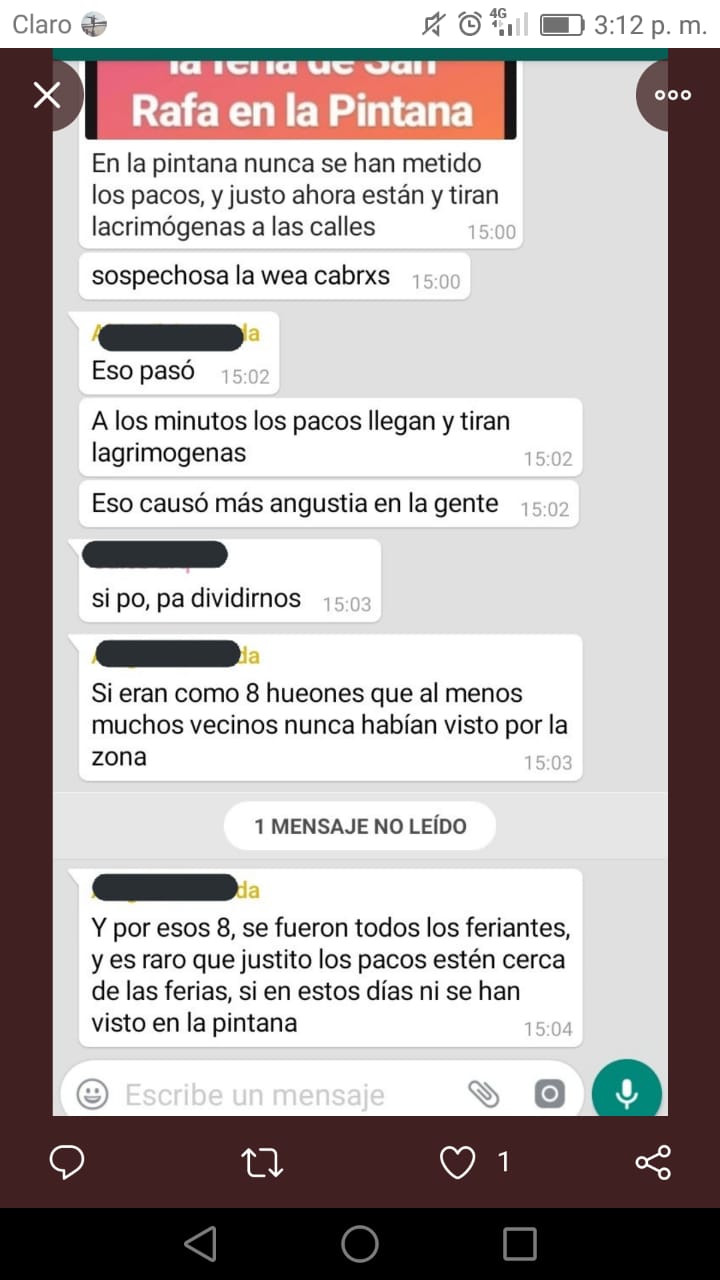 Claro
4G
3:12 p. m.
la feria de San
Rafa en la Pintana
En la pintana nunca se han metido
los pacos, y justo ahora están y tiran
lacrimógenas a las calles
15:00
sospechosa la wea cabrxs
15:00
da
Eso pasó
15:02
A los minutos los pacos llegan y tiran
lagrimogenas
15:02
Eso causó más angustia en la gente
15:02
si po, pa dividirnos
15:03
da
Si eran como 8 hueones que al menos
muchos vecinos nunca habían visto por la
zona
15:03
1 MENSAJE NO LEÍDO
da
Y por esos 8, se fueron todos los feriantes,
y es raro que justito los pacos estén cerca
de las ferias, si en estos días ni se han
visto en la pintana
15:04
Escribe un mensaje
1